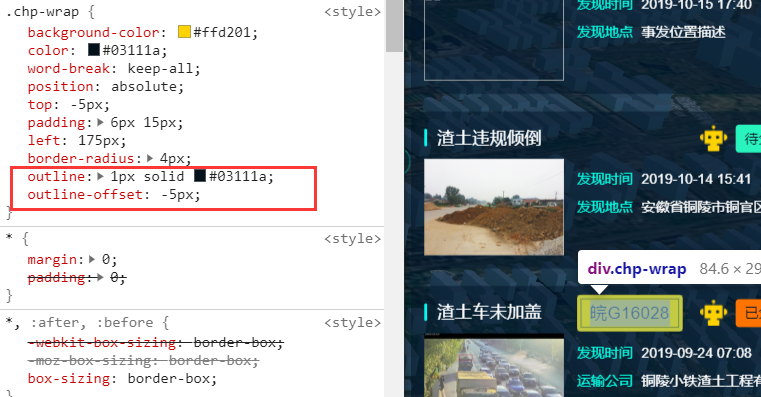 .chp-wrap { <style>
background-color: #ffd201;
color: #03111a;
word-break: keep-all;
position: absolute;
top: -5px;
padding: 6px 15px;
left: 175px;
border-radius: 4px;
outline: 1px solid #03111a;
outline-offset: -5px;
}
* { <style>
margin: 0;
padding: 0;
}
*, :after, :before { <style>
-webkit-box-sizing: border-box;
-moz-box-sizing: border-box;
box-sizing: border-box;
}
发现时间 2019-10-15 17:40
发现地点 事发位置描述
渣土违规倾倒
发现时间 2019-10-14 15:41
发现地点 安徽省铜陵市铜官区
div.chp-wrap 84.6 × 29
渣土车未加盖 皖G16028
发现时间 2019-09-24 07:08
运输公司 铜陵小铁渣土工程有